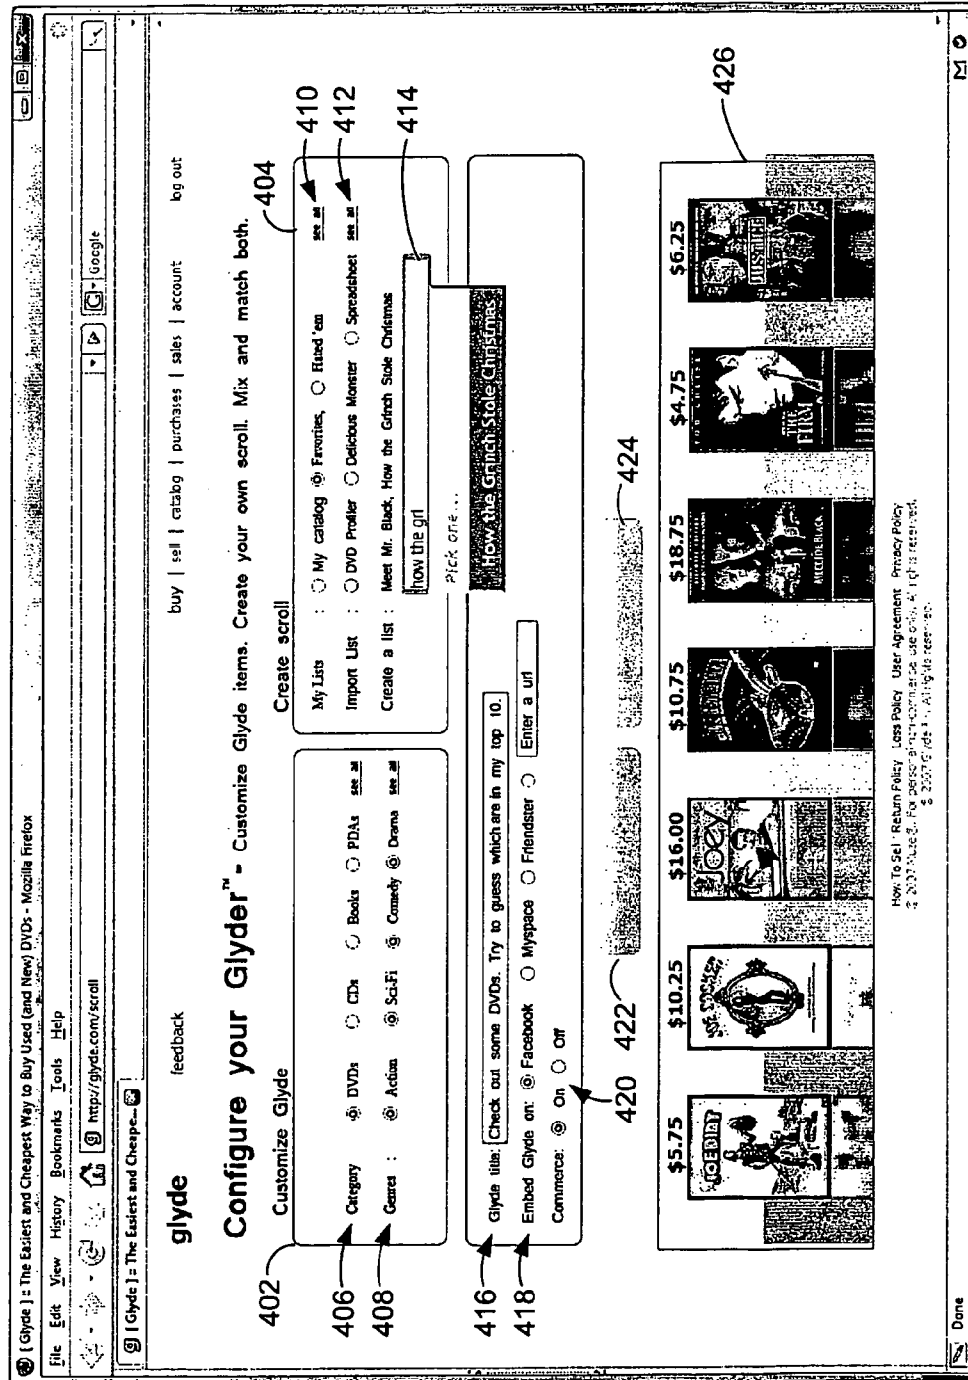 [ Glyde ] :: The Easiest and Cheapest Way to Buy Used (and New) DVDs - Mozilla Firefox
File Edit View History Bookmarks Tools Help
http://glyde.com/scroll
Google
[ Glyde ] :: The Easiest and Cheape...
glyde
feedback
buy | sell | catalog | purchases | sales | account log out
Configure your Glyder™ - Customize Glyde items. Create your own scroll. Mix and match both.
402
Customize Glyde
406
Category DVDs CDs Books PDAs see all
408
Genres : Action Sci-Fi Comedy Drama see all
404
Create scroll
My Lists : My catalog Favorites, Hated 'em see all
410
Import List : DVD Profiler Delicious Monster Spreadsheet see all
412
Create a list : Meet Mr. Black, How the Grinch Stole Christmas
how the gri
414
Pick one...
How the Grinch Stole Christmas
416
Glyde title: Check out some DVDs. Try to guess which are in my top 10.
418
Embed Glyde on: Facebook Myspace Friendster Enter a url
Commerce: On Off
420
422
424
426
$5.75 $10.25 $16.00 $10.75 $18.75 $4.75 $6.25
JOE DIRT
Joey
THE FIRM
JUSTICE
How To Sell Return Policy Loss Policy User Agreement Privacy Policy
Done